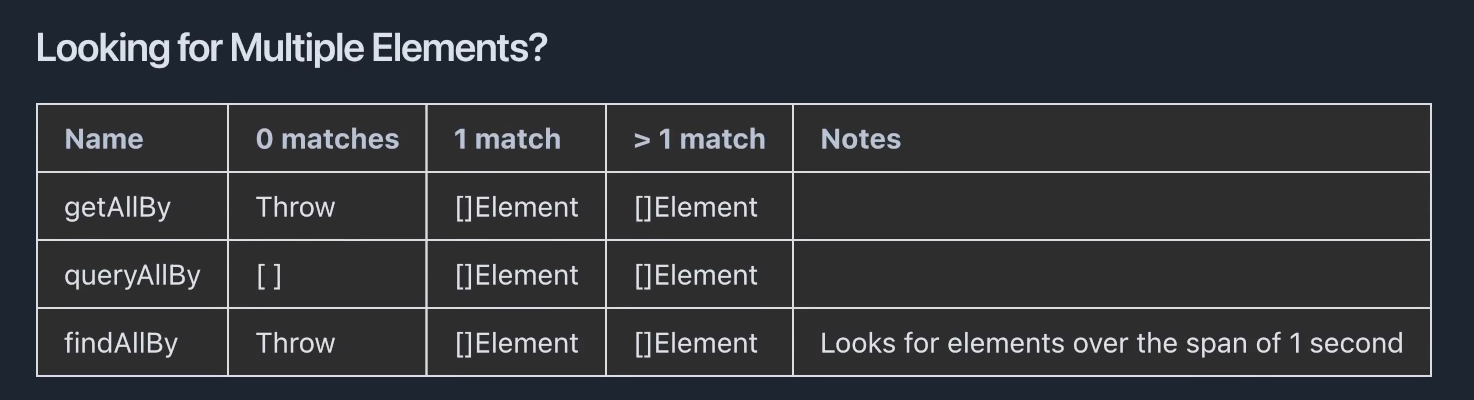 Looking for Multiple Elements?
Name 0 matches 1 match > 1 match Notes
getAllBy Throw []Element []Element
queryAllBy [ ] []Element []Element
findAllBy Throw []Element []Element Looks for elements over the span of 1 second